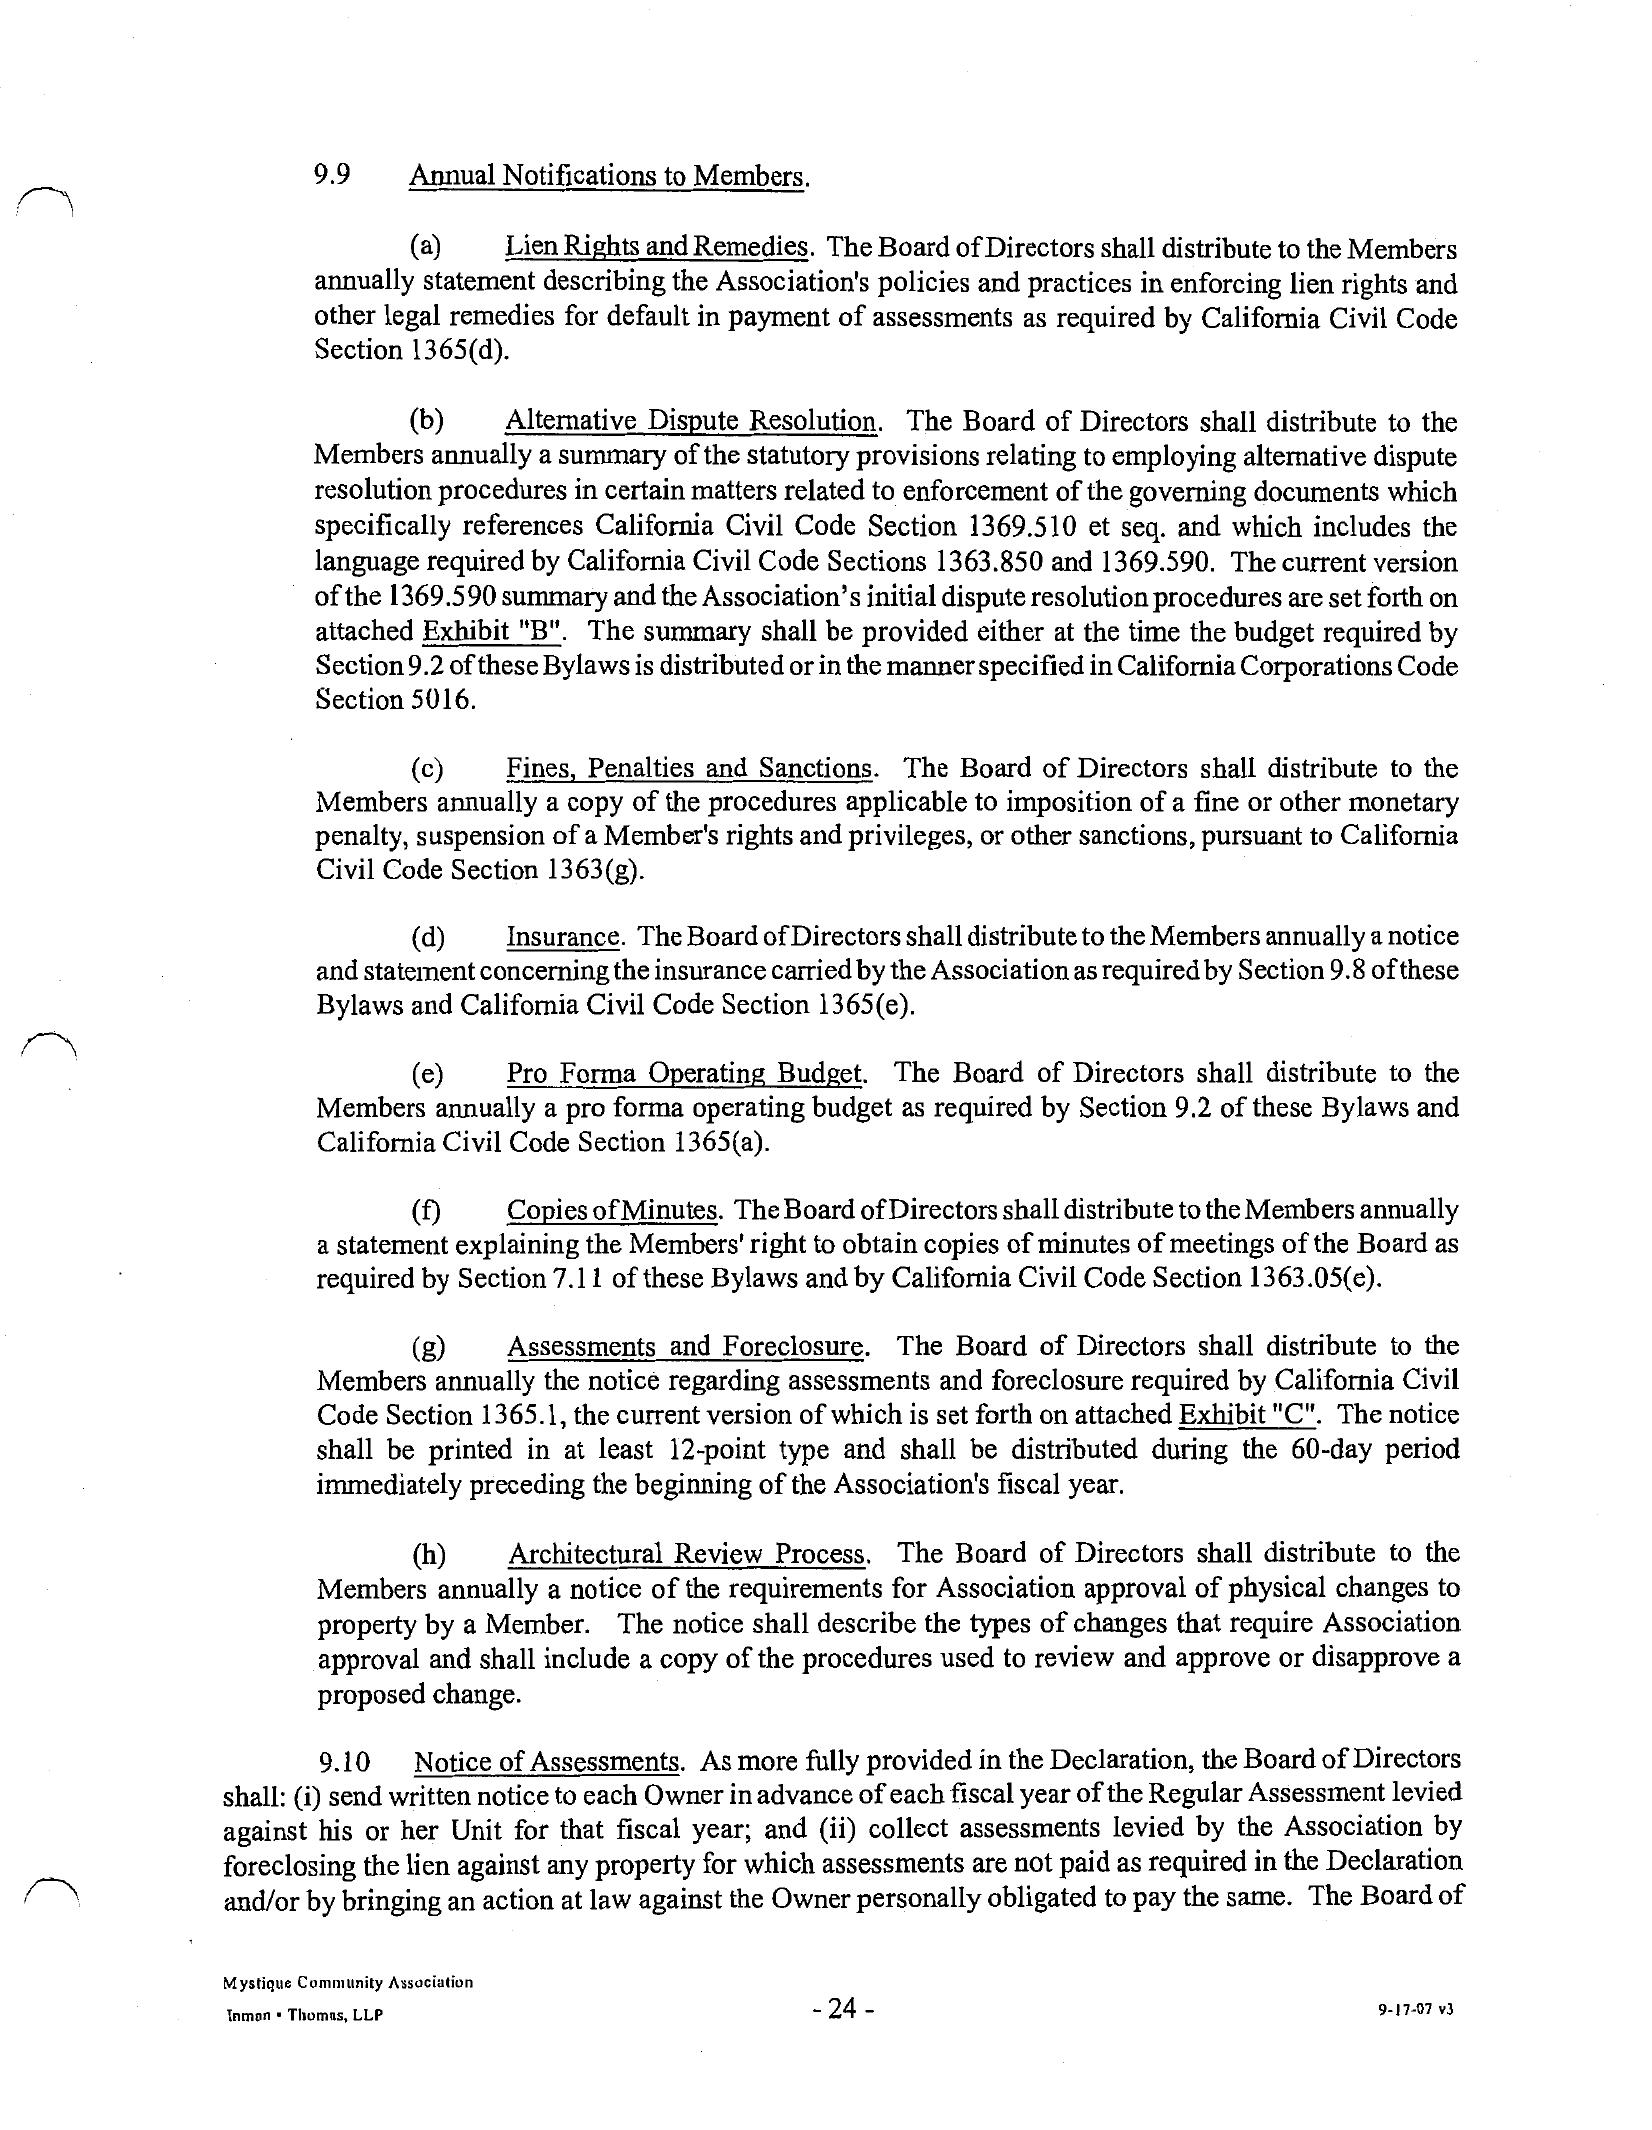 9.9 Annual Notifications to Members.
(a) Lien Rights and Remedies. The Board of Directors shall distribute to the Members
annually statement describing the Association's policies and practices in enforcing lien rights and
other legal remedies for default in payment of assessments as required by California Civil Code
Section 1365(d).
(b) Alternative Dispute Resolution. The Board of Directors shall distribute to the
Members annually a summary of the statutory provisions relating to employing alternative dispute
resolution procedures in certain matters related to enforcement of the governing documents which
specifically references California Civil Code Section 1369.510 et seq. and which includes the
language required by California Civil Code Sections 1363.850 and 1369.590. The current version
of the 1369.590 summary and the Association's initial dispute resolution procedures are set forth on
attached Exhibit "B". The summary shall be provided either at the time the budget required by
Section 9.2 of these Bylaws is distributed or in the manner specified in California Corporations Code
Section 5016.
(c) Fines, Penalties and Sanctions. The Board of Directors shall distribute to the
Members annually a copy of the procedures applicable to imposition of a fine or other monetary
penalty, suspension of a Member's rights and privileges, or other sanctions, pursuant to California
Civil Code Section 1363(g).
(d) Insurance. The Board of Directors shall distribute to the Members annually a notice
and statement concerning the insurance carried by the Association as required by Section 9.8 of these
Bylaws and California Civil Code Section 1365(e).
(e) Pro Forma Operating Budget. The Board of Directors shall distribute to the
Members annually a pro forma operating budget as required by Section 9.2 of these Bylaws and
California Civil Code Section 1365(a).
(f) Copies of Minutes. The Board of Directors shall distribute to the Members annually
a statement explaining the Members' right to obtain copies of minutes of meetings of the Board as
required by Section 7.11 of these Bylaws and by California Civil Code Section 1363.05(e).
(g) Assessments and Foreclosure. The Board of Directors shall distribute to the
Members annually the notice regarding assessments and foreclosure required by California Civil
Code Section 1365.1, the current version of which is set forth on attached Exhibit "C". The notice
shall be printed in at least 12-point type and shall be distributed during the 60-day period
immediately preceding the beginning of the Association's fiscal year.
(h) Architectural Review Process. The Board of Directors shall distribute to the
Members annually a notice of the requirements for Association approval of physical changes to
property by a Member. The notice shall describe the types of changes that require Association
approval and shall include a copy of the procedures used to review and approve or disapprove a
proposed change.
9.10 Notice of Assessments. As more fully provided in the Declaration, the Board of Directors
shall: (i) send written notice to each Owner in advance of each fiscal year of the Regular Assessment levied
against his or her Unit for that fiscal year; and (ii) collect assessments levied by the Association by
foreclosing the lien against any property for which assessments are not paid as required in the Declaration
and/or by bringing an action at law against the Owner personally obligated to pay the same. The Board of
Mystique Community Association
Inman • Thomas, LLP
- 24 -
9-17-07 v3